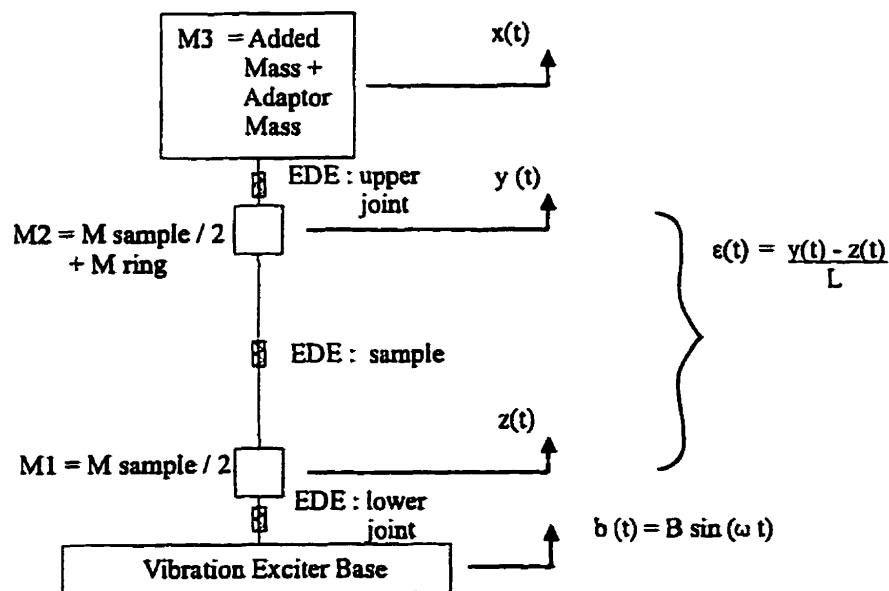 M3 = Added
Mass +
Adaptor
Mass
x(t)
EDE : upper
joint
y (t)
M2 = M sample / 2
+ M ring
ε(t) = y(t) - z(t)
L
EDE : sample
z(t)
M1 = M sample / 2
EDE : lower
joint
b (t) = B sin (ω t)
Vibration Exciter Base